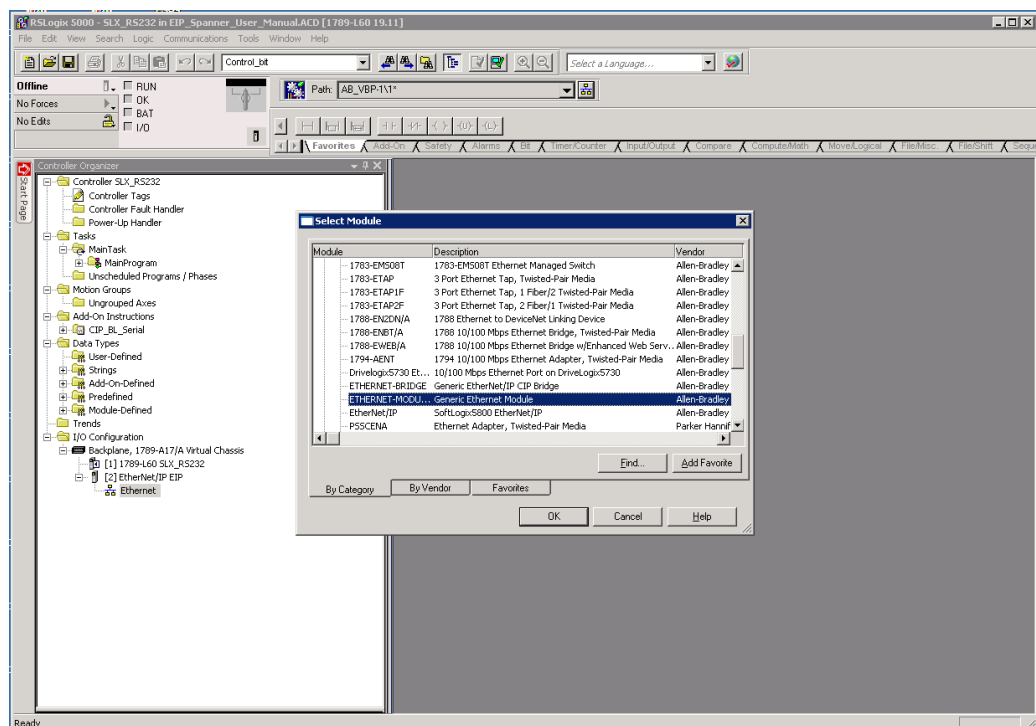 RSLogix 5000 - SLX_RS232 in EIP_Spanner_User_Manual.ACD [1789-L60 19.11]
File Edit View Search Logic Communications Tools Window Help
Control_bit
Select a Language...
Offline
RUN
No Forces
OK
BAT
No Edits
I/O
Path: AB_VBP-1\1*
Favorites Add-On Safety Alarms Bit Timer/Counter Input/Output Compare Compute/Math Move/Logical File/Misc. File/Shift Seque
Start Page
Controller Organizer
Controller SLX_RS232
Controller Tags
Controller Fault Handler
Power-Up Handler
Tasks
MainTask
MainProgram
Unscheduled Programs / Phases
Motion Groups
Ungrouped Axes
Add-On Instructions
CIP_BL_Serial
Data Types
User-Defined
Strings
Add-On-Defined
Predefined
Module-Defined
Trends
I/O Configuration
Backplane, 1789-A17/A Virtual Chassis
[1] 1789-L60 SLX_RS232
[2] EtherNet/IP EIP
Ethernet
Select Module
Module Description Vendor
1783-EMS08T 1783-EMS08T Ethernet Managed Switch Allen-Bradley
1783-ETAP 3 Port Ethernet Tap, Twisted-Pair Media Allen-Bradley
1783-ETAP1F 3 Port Ethernet Tap, 1 Fiber/2 Twisted-Pair Media Allen-Bradley
1783-ETAP2F 3 Port Ethernet Tap, 2 Fiber/1 Twisted-Pair Media Allen-Bradley
1788-EN2DN/A 1788 Ethernet to DeviceNet Linking Device Allen-Bradley
1788-ENBT/A 1788 10/100 Mbps Ethernet Bridge, Twisted-Pair Media Allen-Bradley
1788-EWEB/A 1788 10/100 Mbps Ethernet Bridge w/Enhanced Web Serv.. Allen-Bradley
1794-AENT 1794 10/100 Mbps Ethernet Adapter, Twisted-Pair Media Allen-Bradley
Drivelogix5730 Et... 10/100 Mbps Ethernet Port on DriveLogix5730 Allen-Bradley
ETHERNET-BRIDGE Generic EtherNet/IP CIP Bridge Allen-Bradley
ETHERNET-MODU... Generic Ethernet Module Allen-Bradley
EtherNet/IP SoftLogix5800 EtherNet/IP Allen-Bradley
PSSCENA Ethernet Adapter, Twisted-Pair Media Parker Hannif
Find... Add Favorite
By Category By Vendor Favorites
OK Cancel Help
Ready